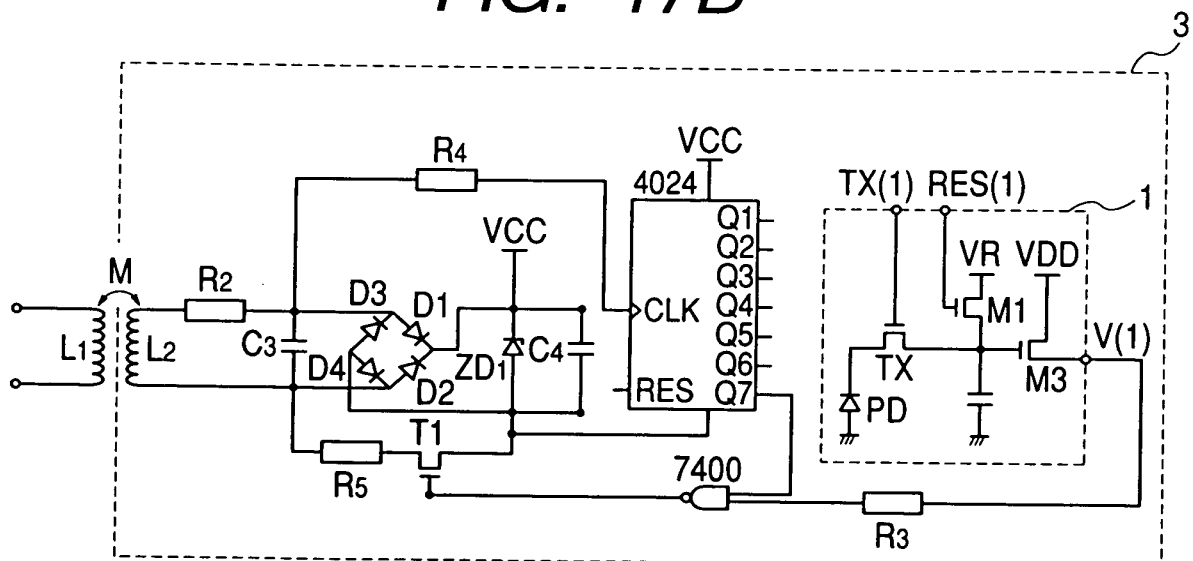 FIG. 17B
3
VCC
R4
4024
TX(1) RES(1)
1
Q1
VCC
Q2
VR VDD
M
R2
Q3
D3 D1
CLK
Q4
M1
V(1)
L1 L2
C3
Q5
D4
ZD1
C4
TX
Q6
M3
D2
RES
Q7
PD
T1
R5
7400
R3